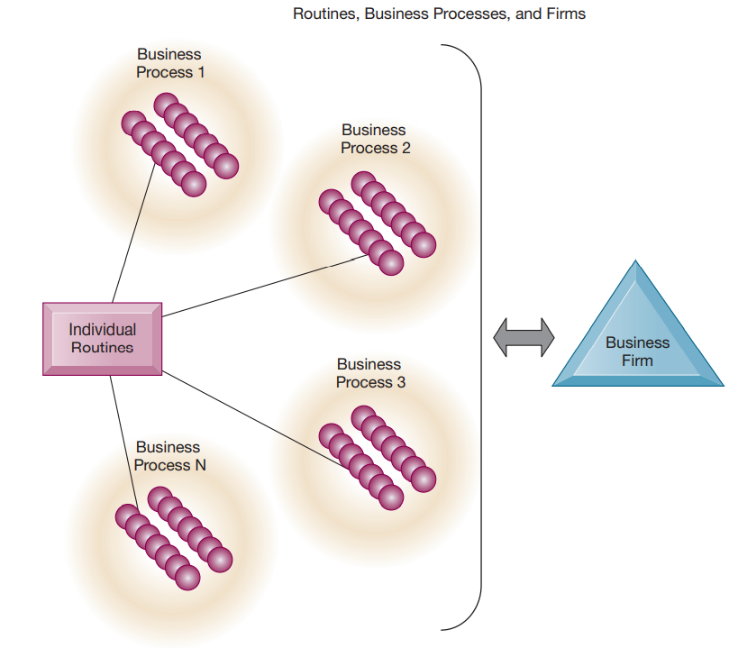 Routines, Business Processes, and Firms
Business
Process 1
Business
Process 2
Individual
Routines
Business
Firm
Business
Process 3
Business
Process N